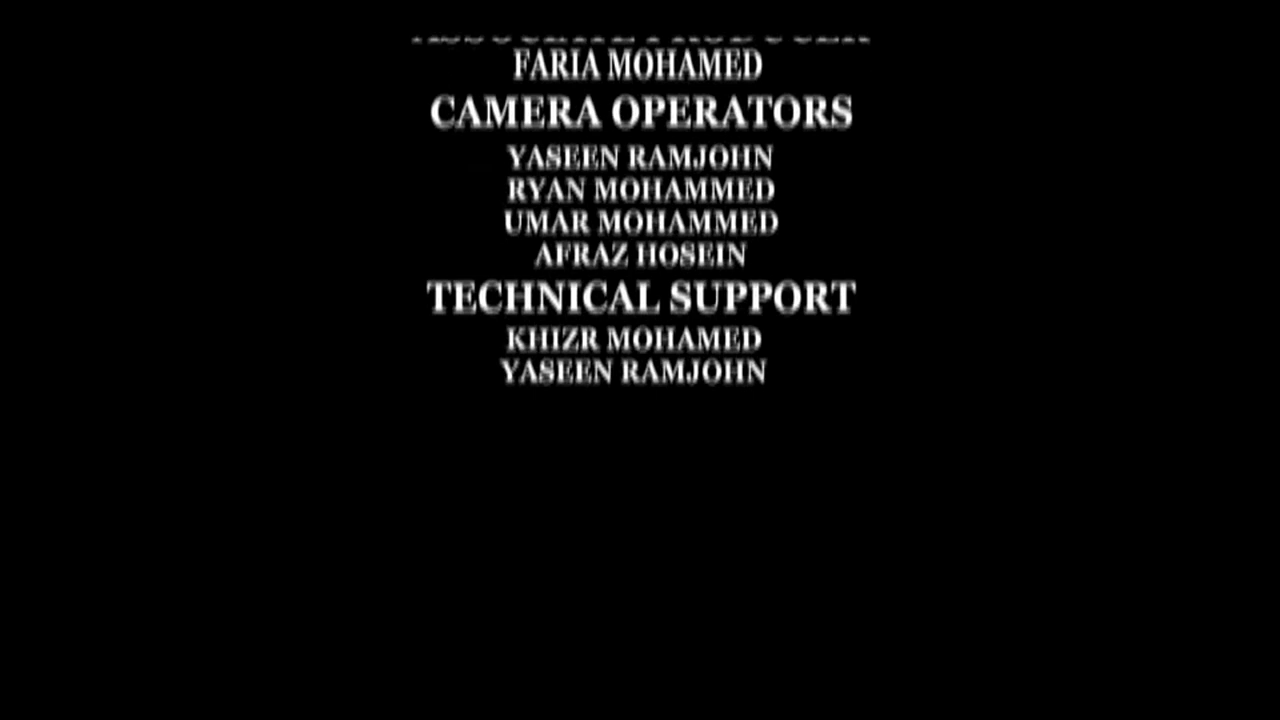 FARIA MOHAMED
CAMERA OPERATORS
YASEEN RAMJOHN
RYAN MOHAMMED
UMAR MOHAMMED
AFRAZ HOSEIN
TECHNICAL SUPPORT
KHIZR MOHAMED
YASEEN RAMJOHN